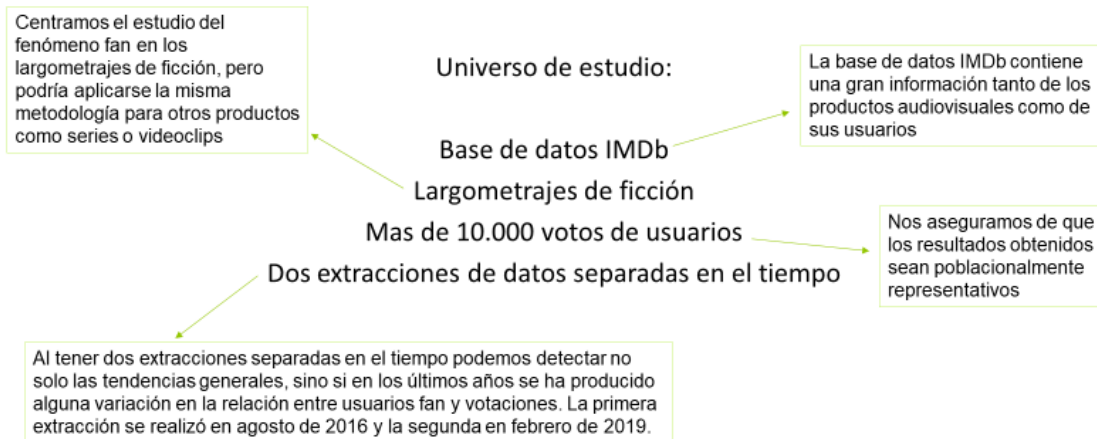 Centramos el estudio del
fenómeno fan en los
largometrajes de ficción, pero
podría aplicarse la misma
metodología para otros productos
como series o videoclips
Universo de estudio:
La base de datos IMDb contiene
una gran información tanto de los
productos audiovisuales como de
sus usuarios
Base de datos IMDb
Largometrajes de ficción
Mas de 10.000 votos de usuarios
Dos extracciones de datos separadas en el tiempo
Nos aseguramos de que
los resultados obtenidos
sean poblacionalmente
representativos
Al tener dos extracciones separadas en el tiempo podemos detectar no
solo las tendencias generales, sino si en los últimos años se ha producido
alguna variación en la relación entre usuarios fan y votaciones. La primera
extracción se realizó en agosto de 2016 y la segunda en febrero de 2019.